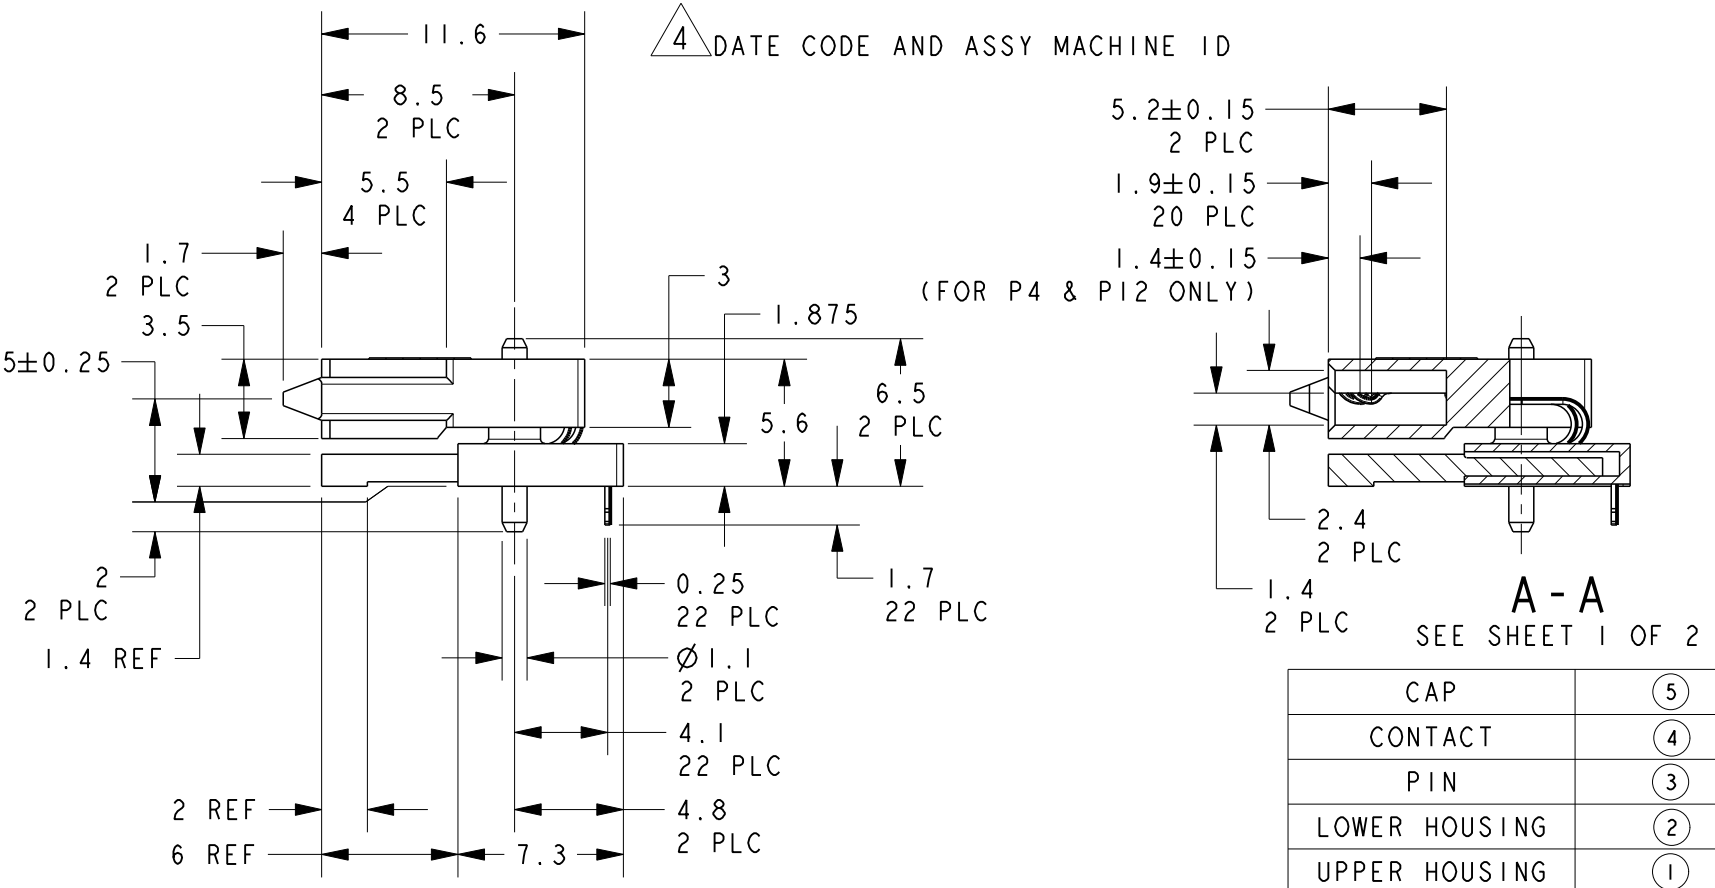 11.6
4 DATE CODE AND ASSY MACHINE ID
8.5
2 PLC
5.5
4 PLC
1.7
2 PLC
3.5
5±0.25
3
1.875
6.5
2 PLC
5.6
2
2 PLC
1.4 REF
0.25
22 PLC
1.7
22 PLC
Ø1.1
2 PLC
4.1
22 PLC
2 REF
4.8
2 PLC
6 REF
7.3
5.2±0.15
2 PLC
1.9±0.15
20 PLC
1.4±0.15
(FOR P4 & P12 ONLY)
2.4
2 PLC
1.4
2 PLC
A-A
SEE SHEET 1 OF 2
CAP 5
CONTACT 4
PIN 3
LOWER HOUSING 2
UPPER HOUSING 1